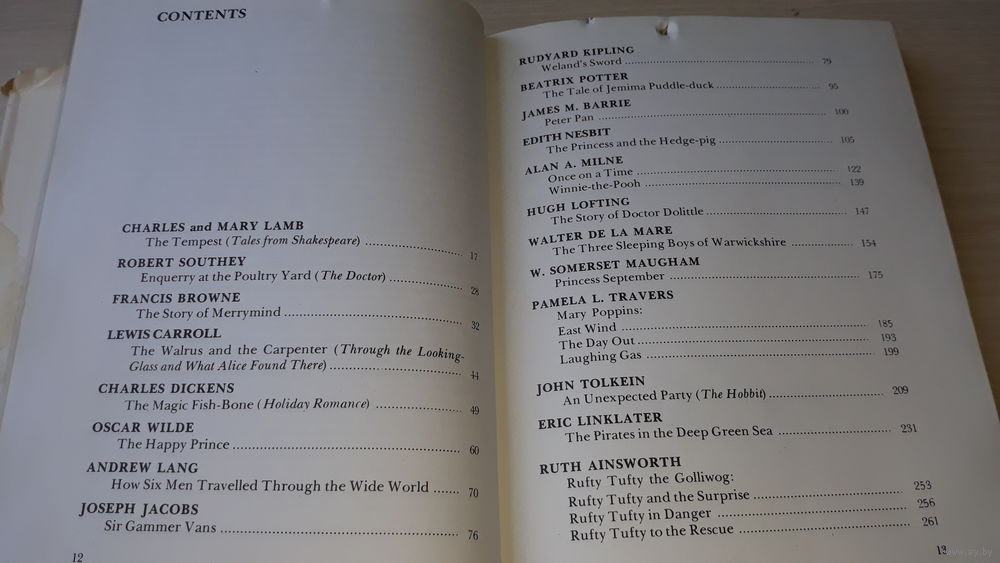 CONTENTS
CHARLES and MARY LAMB
The Tempest (Tales from Shakespeare) 17
ROBERT SOUTHEY
Enquerry at the Poultry Yard (The Doctor) 28
FRANCIS BROWNE
The Story of Merrymind 32
LEWIS CARROLL
The Walrus and the Carpenter (Through the Looking-
Glass and What Alice Found There) 44
CHARLES DICKENS
The Magic Fish-Bone (Holiday Romance) 49
OSCAR WILDE
The Happy Prince 60
ANDREW LANG
How Six Men Travelled Through the Wide World 70
JOSEPH JACOBS
Sir Gammer Vans 76
12
RUDYARD KIPLING
Weland's Sword 79
BEATRIX POTTER
The Tale of Jemima Puddle-duck 95
JAMES M. BARRIE
Peter Pan 100
EDITH NESBIT
The Princess and the Hedge-pig 105
ALAN A. MILNE
Once on a Time 122
Winnie-the-Pooh 139
HUGH LOFTING
The Story of Doctor Dolittle 147
WALTER DE LA MARE
The Three Sleeping Boys of Warwickshire 154
W. SOMERSET MAUGHAM
Princess September 175
PAMELA L. TRAVERS
Mary Poppins:
East Wind 185
The Day Out 193
Laughing Gas 199
JOHN TOLKEIN
An Unexpected Party (The Hobbit) 209
ERIC LINKLATER
The Pirates in the Deep Green Sea 231
RUTH AINSWORTH
Rufty Tufty the Golliwog:
Rufty Tufty and the Surprise 253
Rufty Tufty in Danger 256
Rufty Tufty to the Rescue 261
13